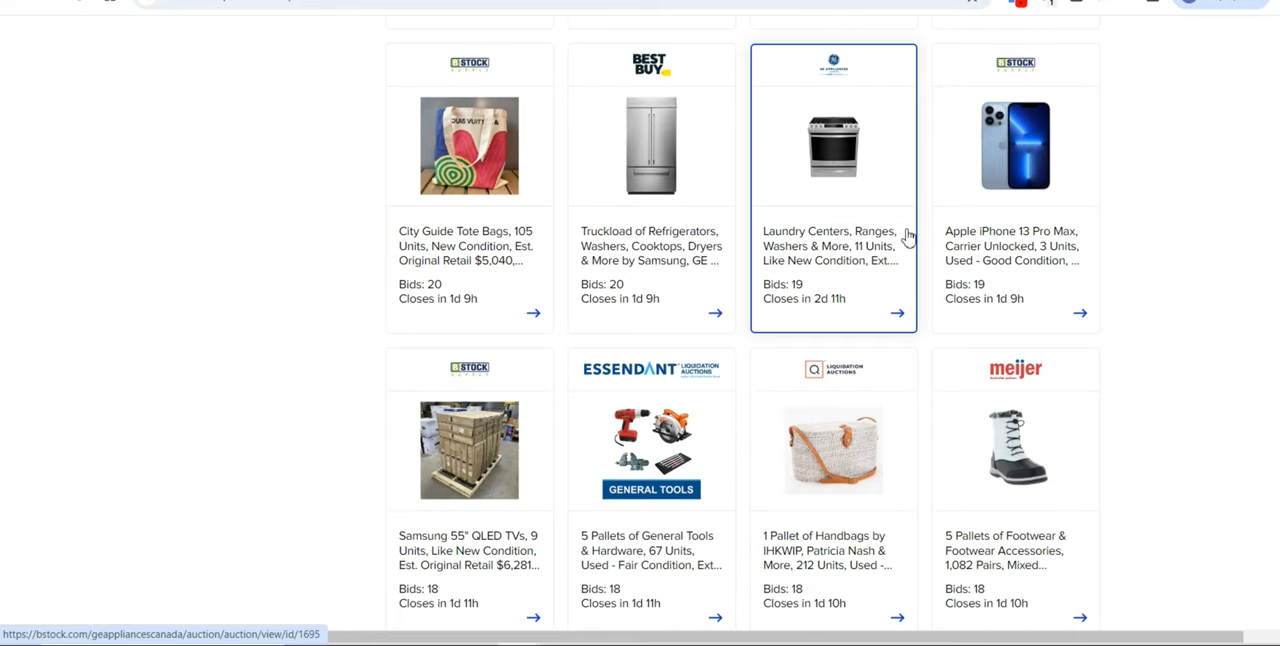 B STOCK
SUPPLY
City Guide Tote Bags, 105
Units, New Condition, Est.
Original Retail $5,040,...
Bids: 20
Closes in 1d 9h
BEST
BUY
Truckload of Refrigerators,
Washers, Cooktops, Dryers
& More by Samsung, GE ...
Bids: 20
Closes in 1d 9h
GE APPLIANCES
Laundry Centers, Ranges,
Washers & More, 11 Units,
Like New Condition, Ext....
Bids: 19
Closes in 2d 11h
B STOCK
SUPPLY
Apple iPhone 13 Pro Max,
Carrier Unlocked, 3 Units,
Used - Good Condition, ...
Bids: 19
Closes in 1d 9h
B STOCK
SUPPLY
Samsung 55" QLED TVs, 9
Units, Like New Condition,
Est. Original Retail $6,281...
Bids: 18
Closes in 1d 11h
ESSENDANT LIQUIDATION
AUCTIONS
GENERAL TOOLS
5 Pallets of General Tools
& Hardware, 67 Units,
Used - Fair Condition, Ext...
Bids: 18
Closes in 1d 11h
Q LIQUIDATION
AUCTIONS
1 Pallet of Handbags by
IHKWIP, Patricia Nash &
More, 212 Units, Used -...
Bids: 18
Closes in 1d 10h
meijer
5 Pallets of Footwear &
Footwear Accessories,
1,082 Pairs, Mixed...
Bids: 18
Closes in 1d 10h
https://bstock.com/geappliancescanada/auction/auction/view/id/1695